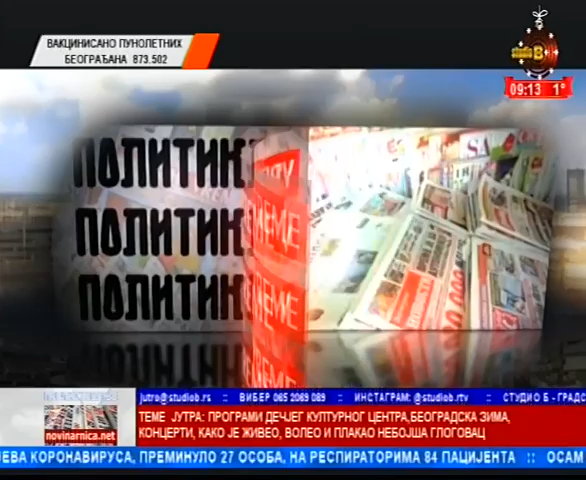 ВАКЦИНИСАНО ПУНОЛЕТНИХ
БЕОГРАЂАНА 873.502
studio B
09:13 1°
ПОЛИТИК
ПОЛИТИК
ПОЛИТИК
jutro@studiob.rs :: ВИБЕР 065 2069 089 :: ИНСТАГРАМ: @studiob.rtv :: СТУДИО Б - ГРАДС
novinarnica.net
ТЕМЕ ЈУТРА: ПРОГРАМИ ДЕЧЈЕГ КУЛТУРНОГ ЦЕНТРА,БЕОГРАДСКА ЗИМА,
КОНЦЕРТИ, КАКО ЈЕ ЖИВЕО, ВОЛЕО И ПЛАКАО НЕБОЈША ГЛОГОВАЦ
ЈЕВА КОРОНАВИРУСА, ПРЕМИНУЛО 27 ОСОБА, НА РЕСПИРАТОРИМА 84 ПАЦИЈЕНТА :: ОСАМ